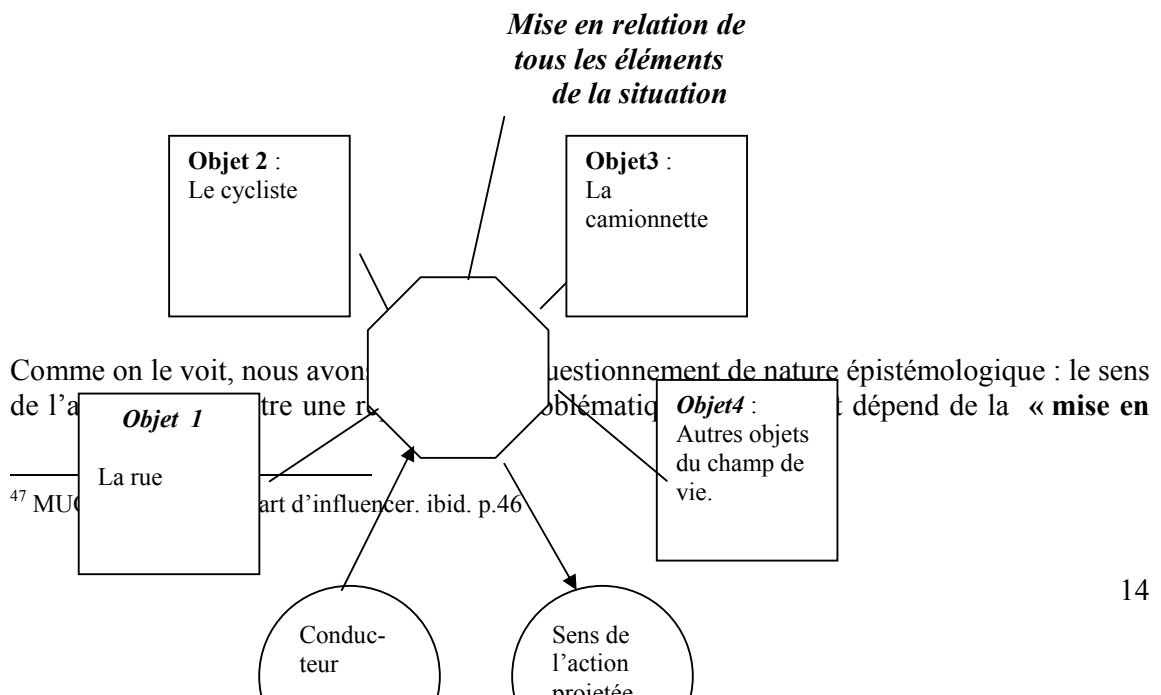 Mise en relation de
tous les éléments
de la situation
Objet 2 :
Le cycliste
Objet3 :
La
camionnette
Comme on le voit, nous avons uestionnement de nature épistémologique : le sens
de l’a tre une r oblématiq t dépend de la « mise en
Objet 1
La rue
Objet4 :
Autres objets
du champ de
vie.
47 MU art d’influencer. ibid. p.46
14
Conduc-
teur
Sens de
l’action
projetée